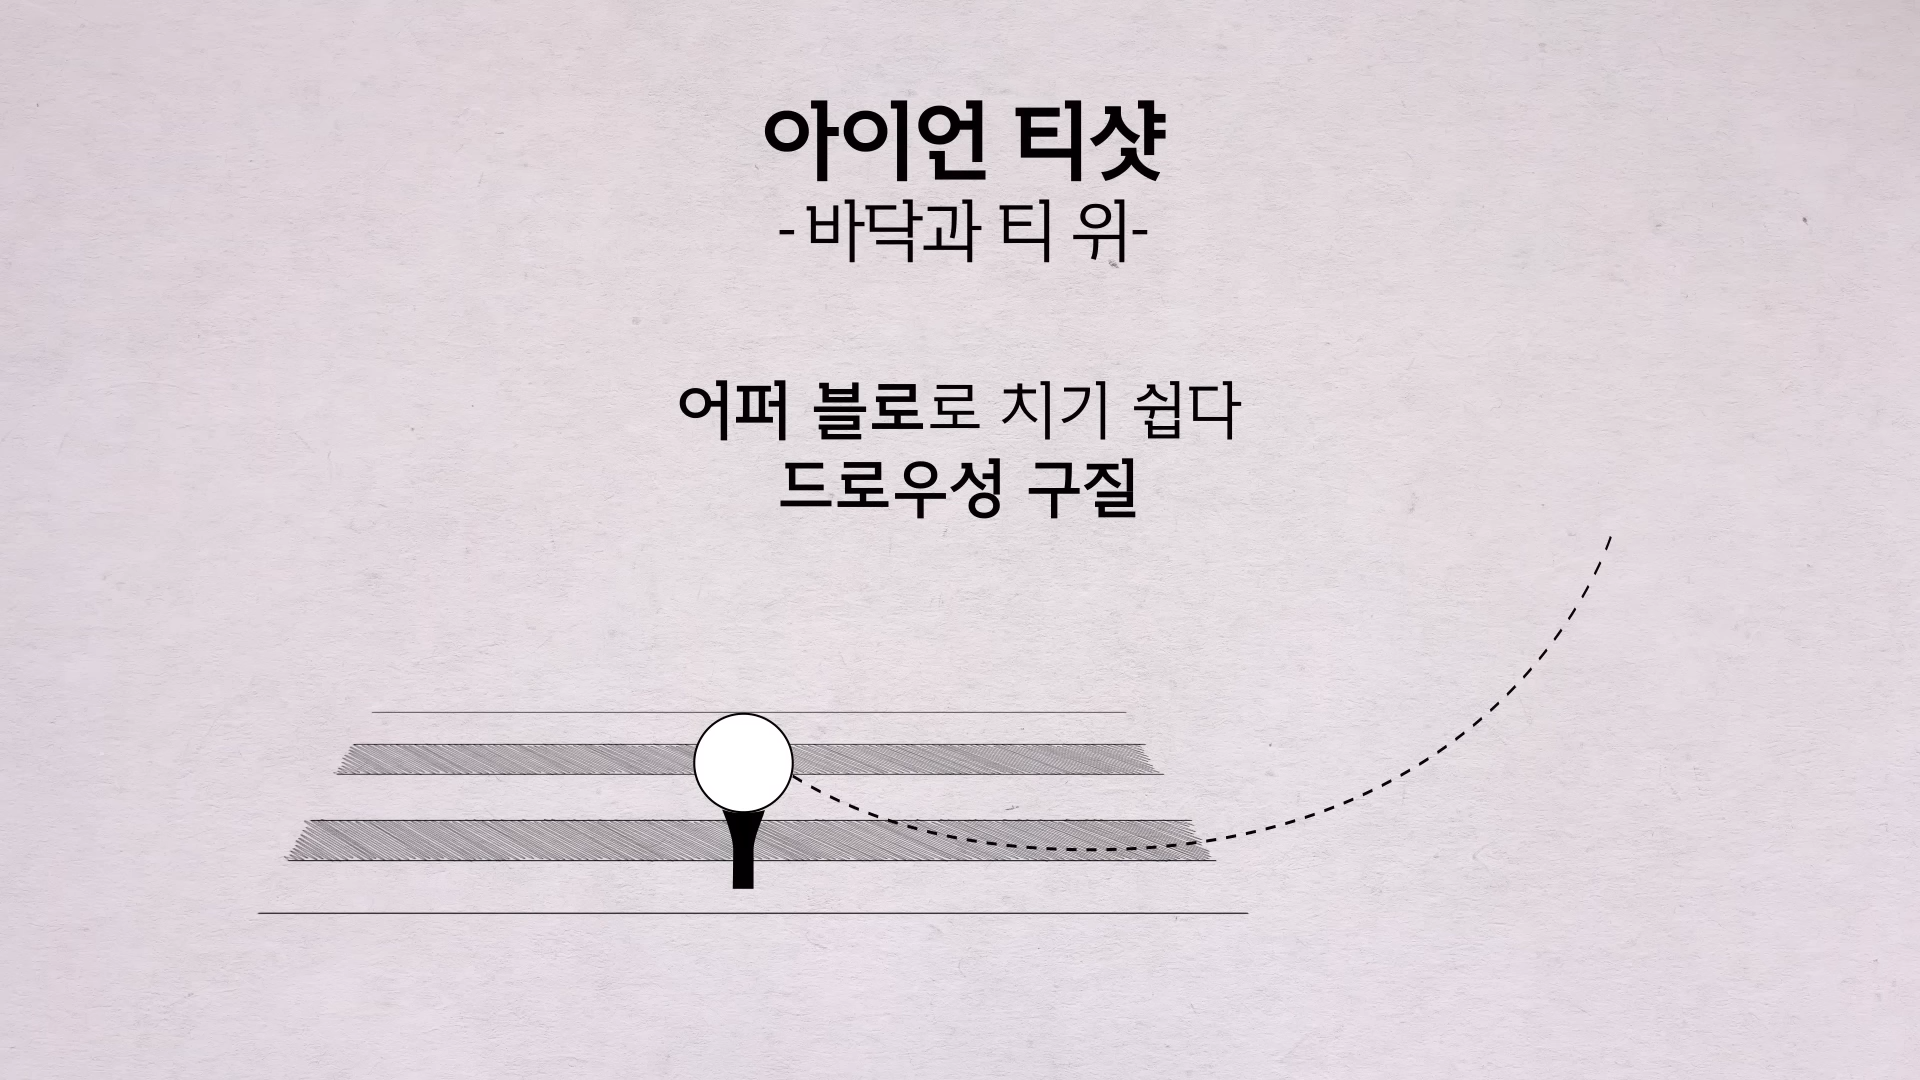 아이언 티샷
-바닥과 티 위-
어퍼 블로로 치기 쉽다
드로우성 구질